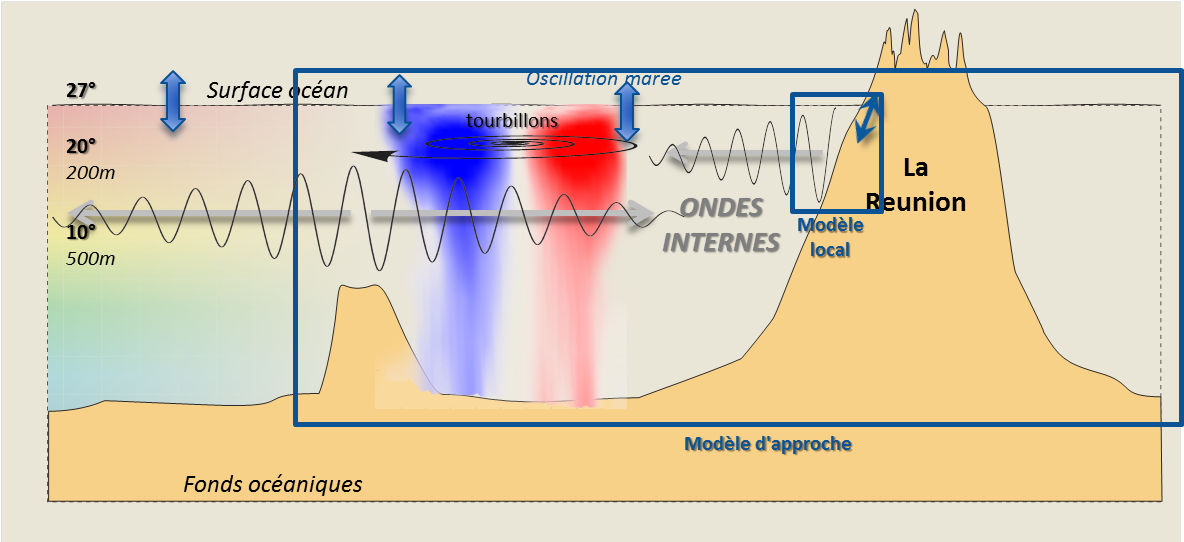 Oscillation marée
27°
Surface océan
tourbillons
20°
200m
La
Reunion
ONDES
INTERNES
Modèle
local
10°
500m
Modèle d'approche
Fonds océaniques